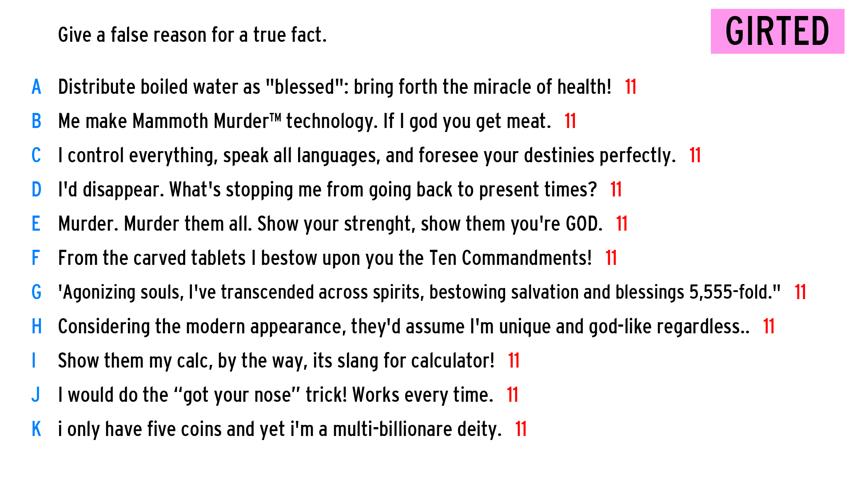 Give a false reason for a true fact.
GIRTED
A Distribute boiled water as "blessed": bring forth the miracle of health! 11
B Me make Mammoth Murder™ technology. If I god you get meat. 11
C I control everything, speak all languages, and foresee your destinies perfectly. 11
D I'd disappear. What's stopping me from going back to present times? 11
E Murder. Murder them all. Show your strenght, show them you're GOD. 11
F From the carved tablets I bestow upon you the Ten Commandments! 11
G 'Agonizing souls, I've transcended across spirits, bestowing salvation and blessings 5,555-fold." 11
H Considering the modern appearance, they'd assume I'm unique and god-like regardless.. 11
I Show them my calc, by the way, its slang for calculator! 11
J I would do the “got your nose” trick! Works every time. 11
K i only have five coins and yet i'm a multi-billionare deity. 11